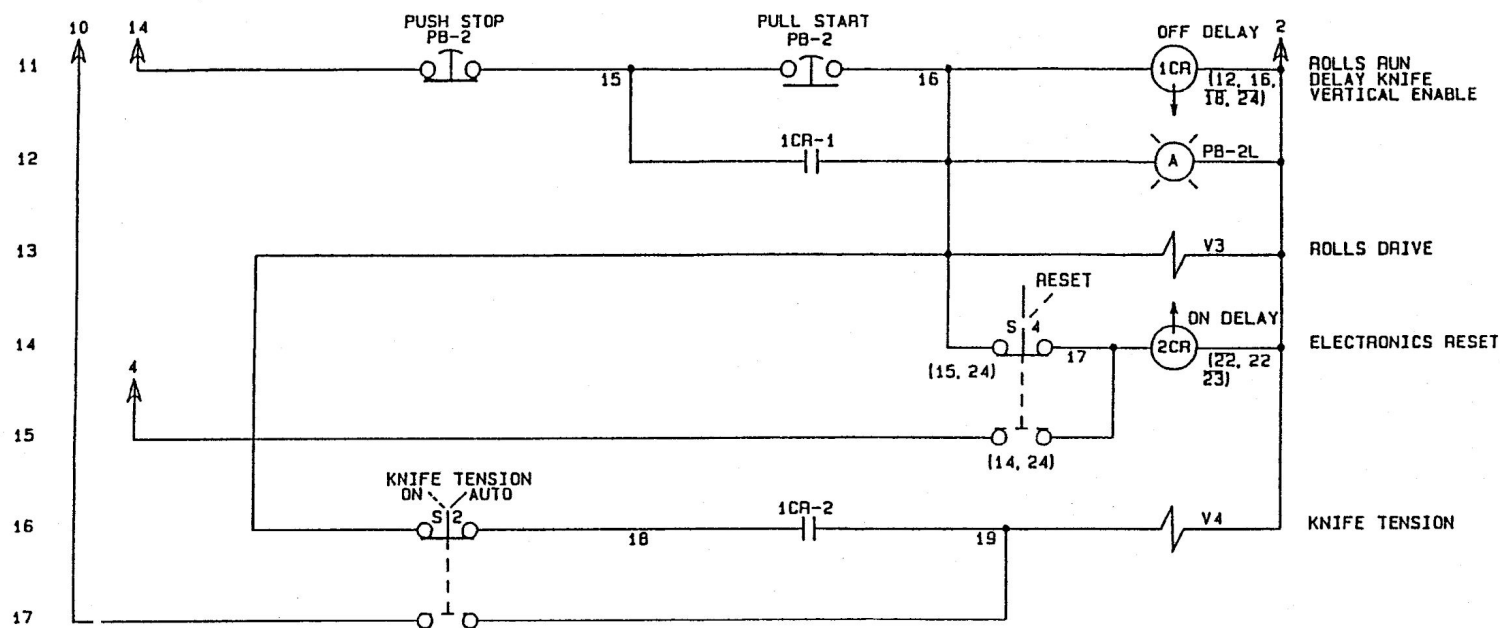 10 14 PUSH STOP PULL START OFF DELAY 2
PB-2 PB-2
11 15 16 1CR ROLLS RUN
(12, 16, DELAY KNIFE
18, 24) VERTICAL ENABLE
12 1CR-1 A PB-2L
13 V3 ROLLS DRIVE
RESET
S 4 ON DELAY
14 17 2CR ELECTRONICS RESET
(15, 24) (22, 22
4 23)
15
(14, 24)
KNIFE TENSION
ON AUTO
16 S 2 18 1CR-2 19 V4 KNIFE TENSION
17